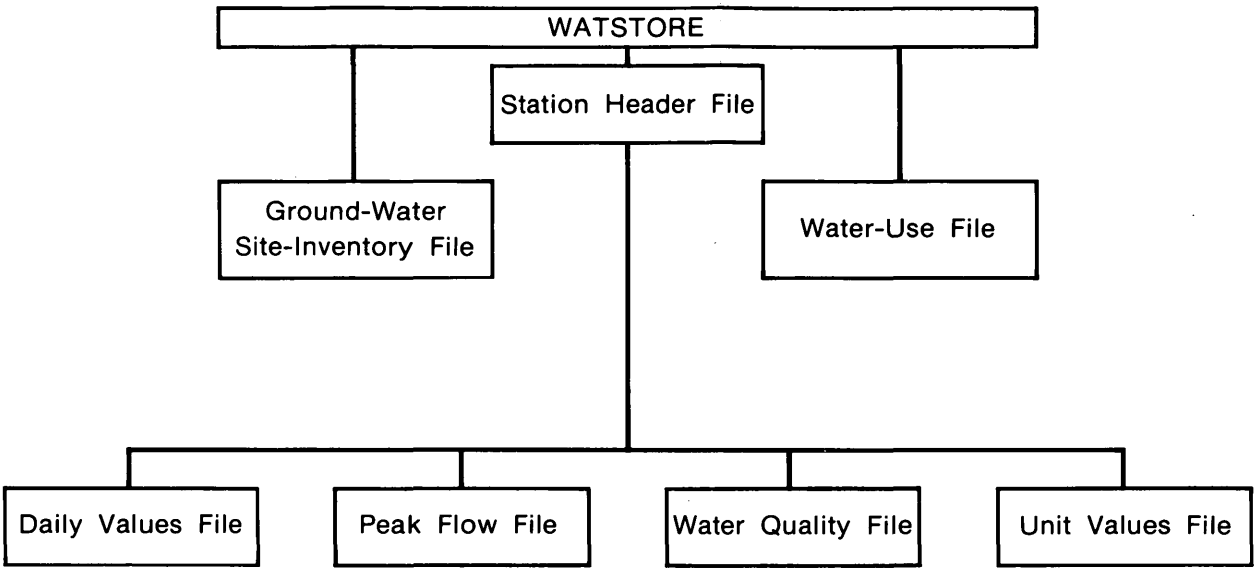 WATSTORE
Station Header File
Ground-Water
Site-Inventory File
Water-Use File
Daily Values File
Peak Flow File
Water Quality File
Unit Values File